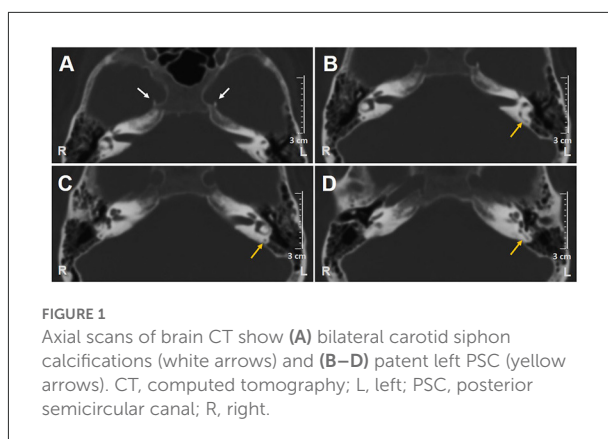 A
B
R
3 cm
L
R
3 cm
L
C
D
R
3 cm
L
R
3 cm
L
FIGURE 1
Axial scans of brain CT show (A) bilateral carotid siphon
calcifications (white arrows) and (B–D) patent left PSC (yellow
arrows). CT, computed tomography; L, left; PSC, posterior
semicircular canal; R, right.